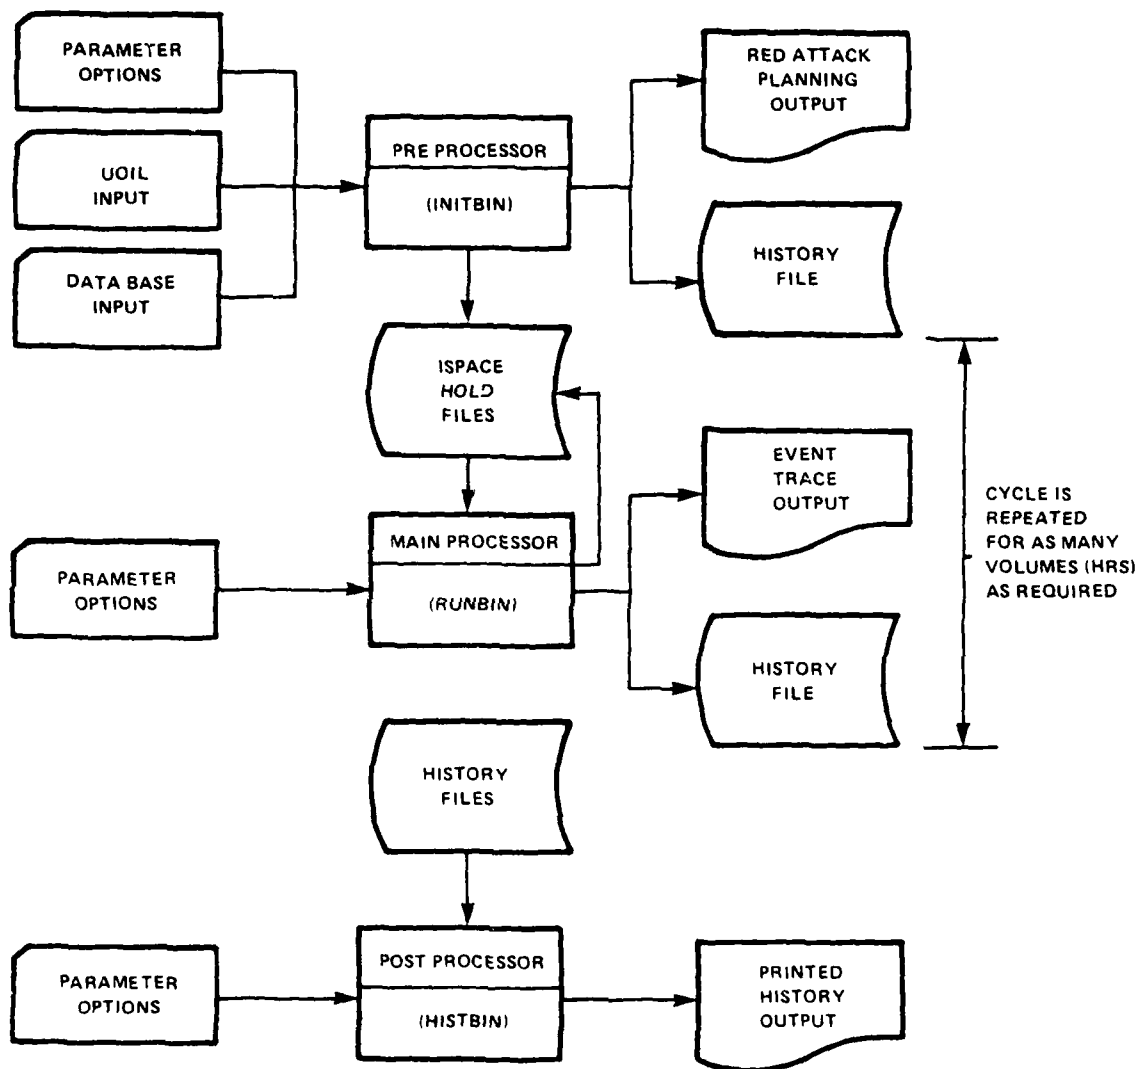 PARAMETER
OPTIONS
UOIL
INPUT
DATA BASE
INPUT
PRE PROCESSOR
(INITBIN)
RED ATTACK
PLANNING
OUTPUT
HISTORY
FILE
ISPACE
HOLD
FILES
PARAMETER
OPTIONS
MAIN PROCESSOR
(RUNBIN)
EVENT
TRACE
OUTPUT
HISTORY
FILE
CYCLE IS
REPEATED
FOR AS MANY
VOLUMES (HRS)
AS REQUIRED
HISTORY
FILES
PARAMETER
OPTIONS
POST PROCESSOR
(HISTBIN)
PRINTED
HISTORY
OUTPUT